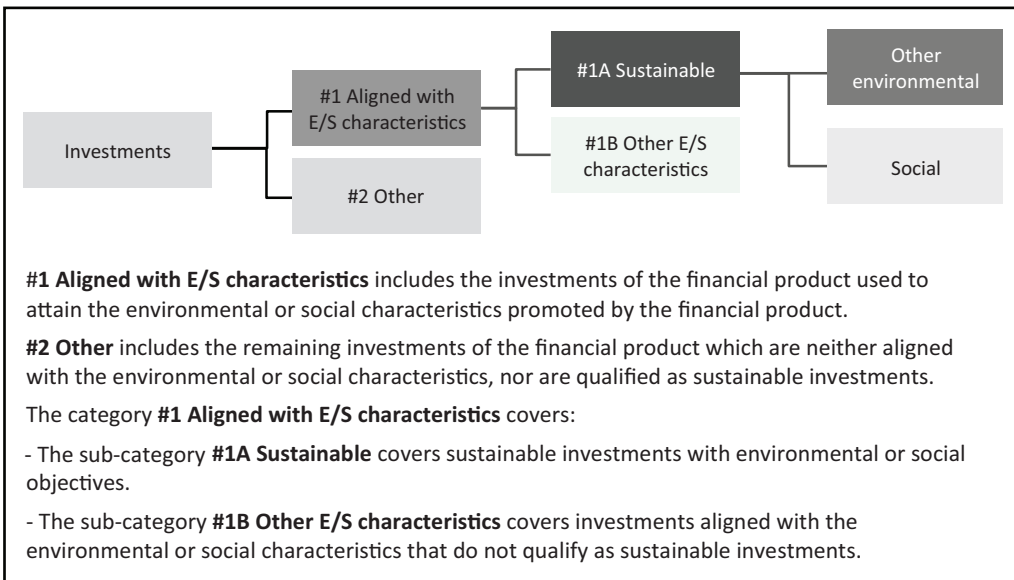 Investments
#1 Aligned with
E/S characteristics
#2 Other
#1A Sustainable
#1B Other E/S
characteristics
Other
environmental
Social
#1 Aligned with E/S characteristics includes the investments of the financial product used to
attain the environmental or social characteristics promoted by the financial product.
#2 Other includes the remaining investments of the financial product which are neither aligned
with the environmental or social characteristics, nor are qualified as sustainable investments.
The category #1 Aligned with E/S characteristics covers:
- The sub-category #1A Sustainable covers sustainable investments with environmental or social
objectives.
- The sub-category #1B Other E/S characteristics covers investments aligned with the
environmental or social characteristics that do not qualify as sustainable investments.